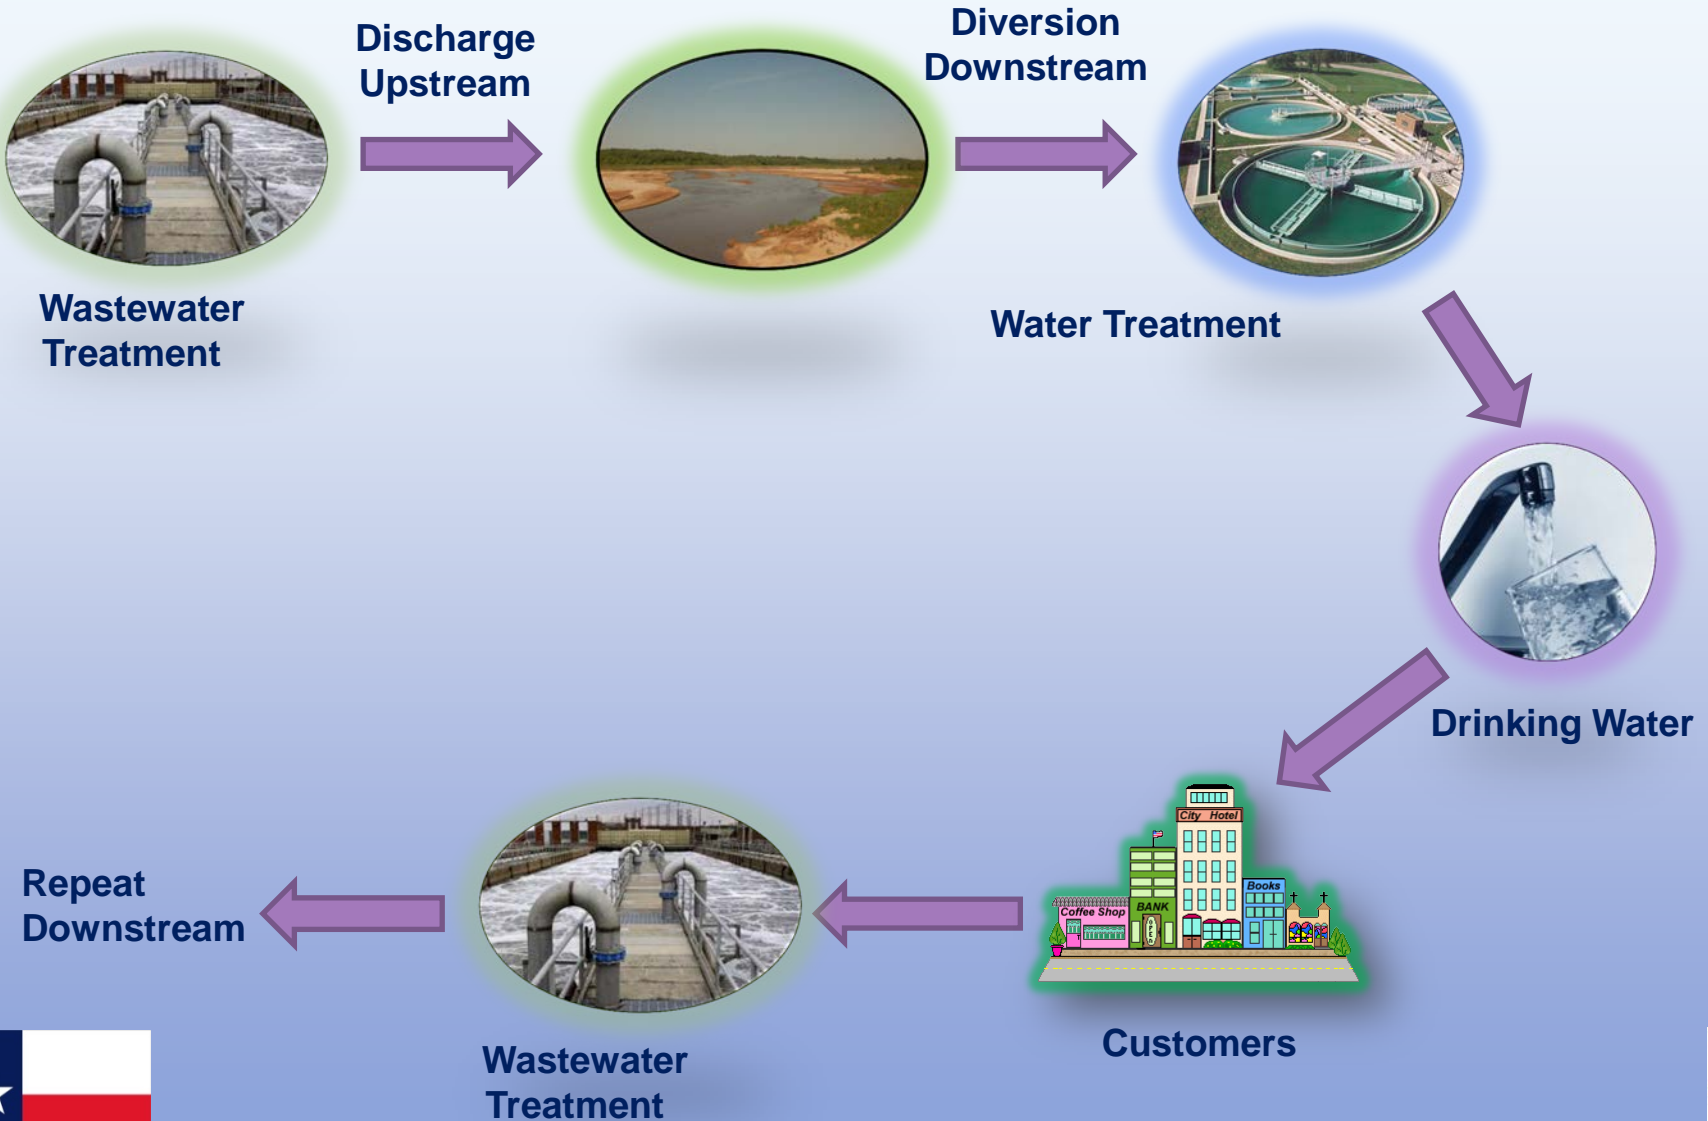 Discharge
Upstream
Diversion
Downstream
Wastewater
Treatment
Water Treatment
Drinking Water
City Hotel
Books
Coffee Shop
BANK
OPEN
Repeat
Downstream
Customers
Wastewater
Treatment